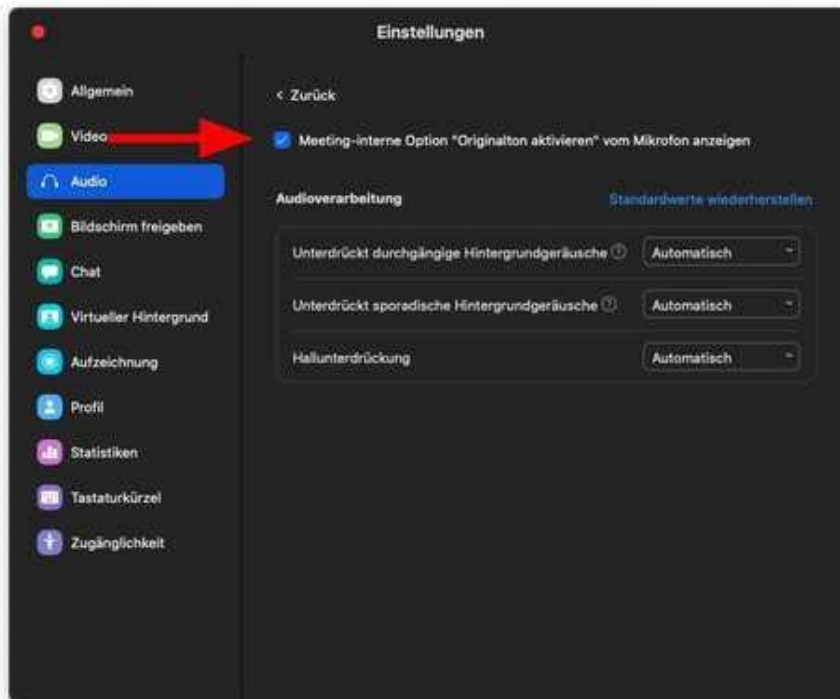 Einstellungen
Allgemein
Video
Audio
Bildschirm freigeben
Chat
Virtueller Hintergrund
Aufzeichnung
Profil
Statistiken
Tastaturkürzel
Zugänglichkeit
< Zurück
Meeting-interne Option "Originalton aktivieren" vom Mikrofon anzeigen
Audioverarbeitung
Standardwerte wiederherstellen
Unterdrückt durchgängige Hintergrundgeräusche ? Automatisch
Unterdrückt sporadische Hintergrundgeräusche ? Automatisch
Hallunterdrückung Automatisch